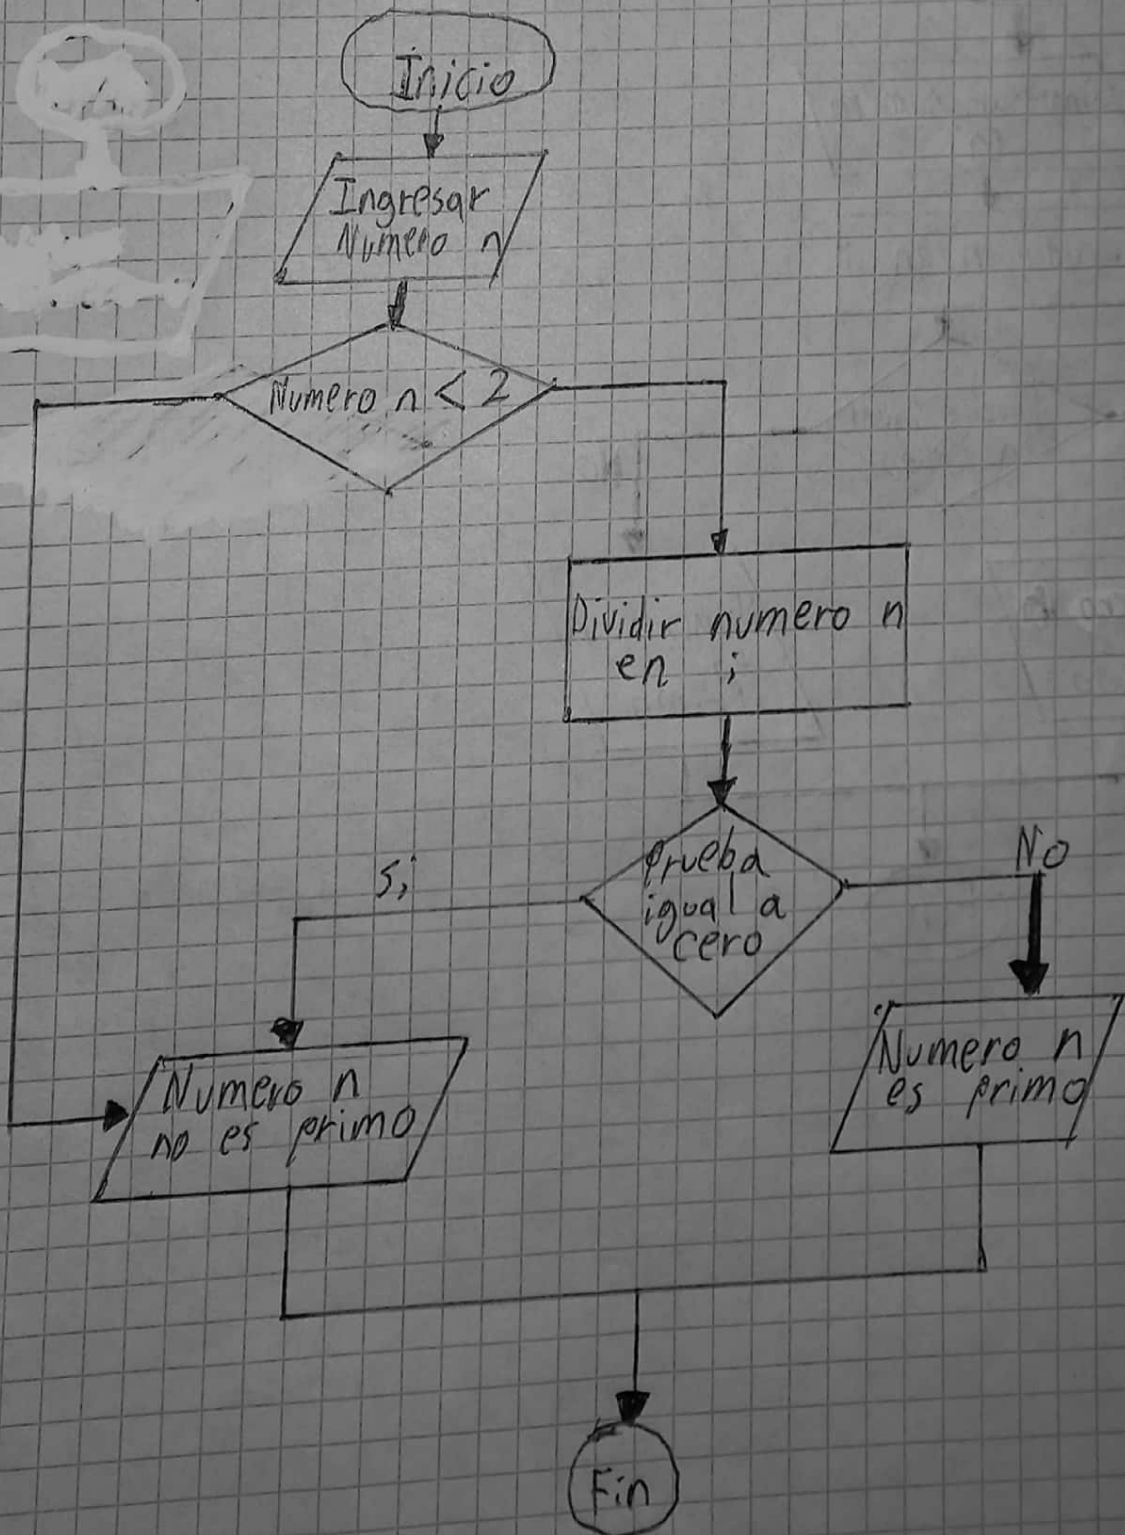 Inicio
Ingresar
Numero n
Numero n < 2
Dividir numero n
en i
Prueba
igual a
cero
Si
No
Numero n
no es primo
Numero n
es primo
Fin